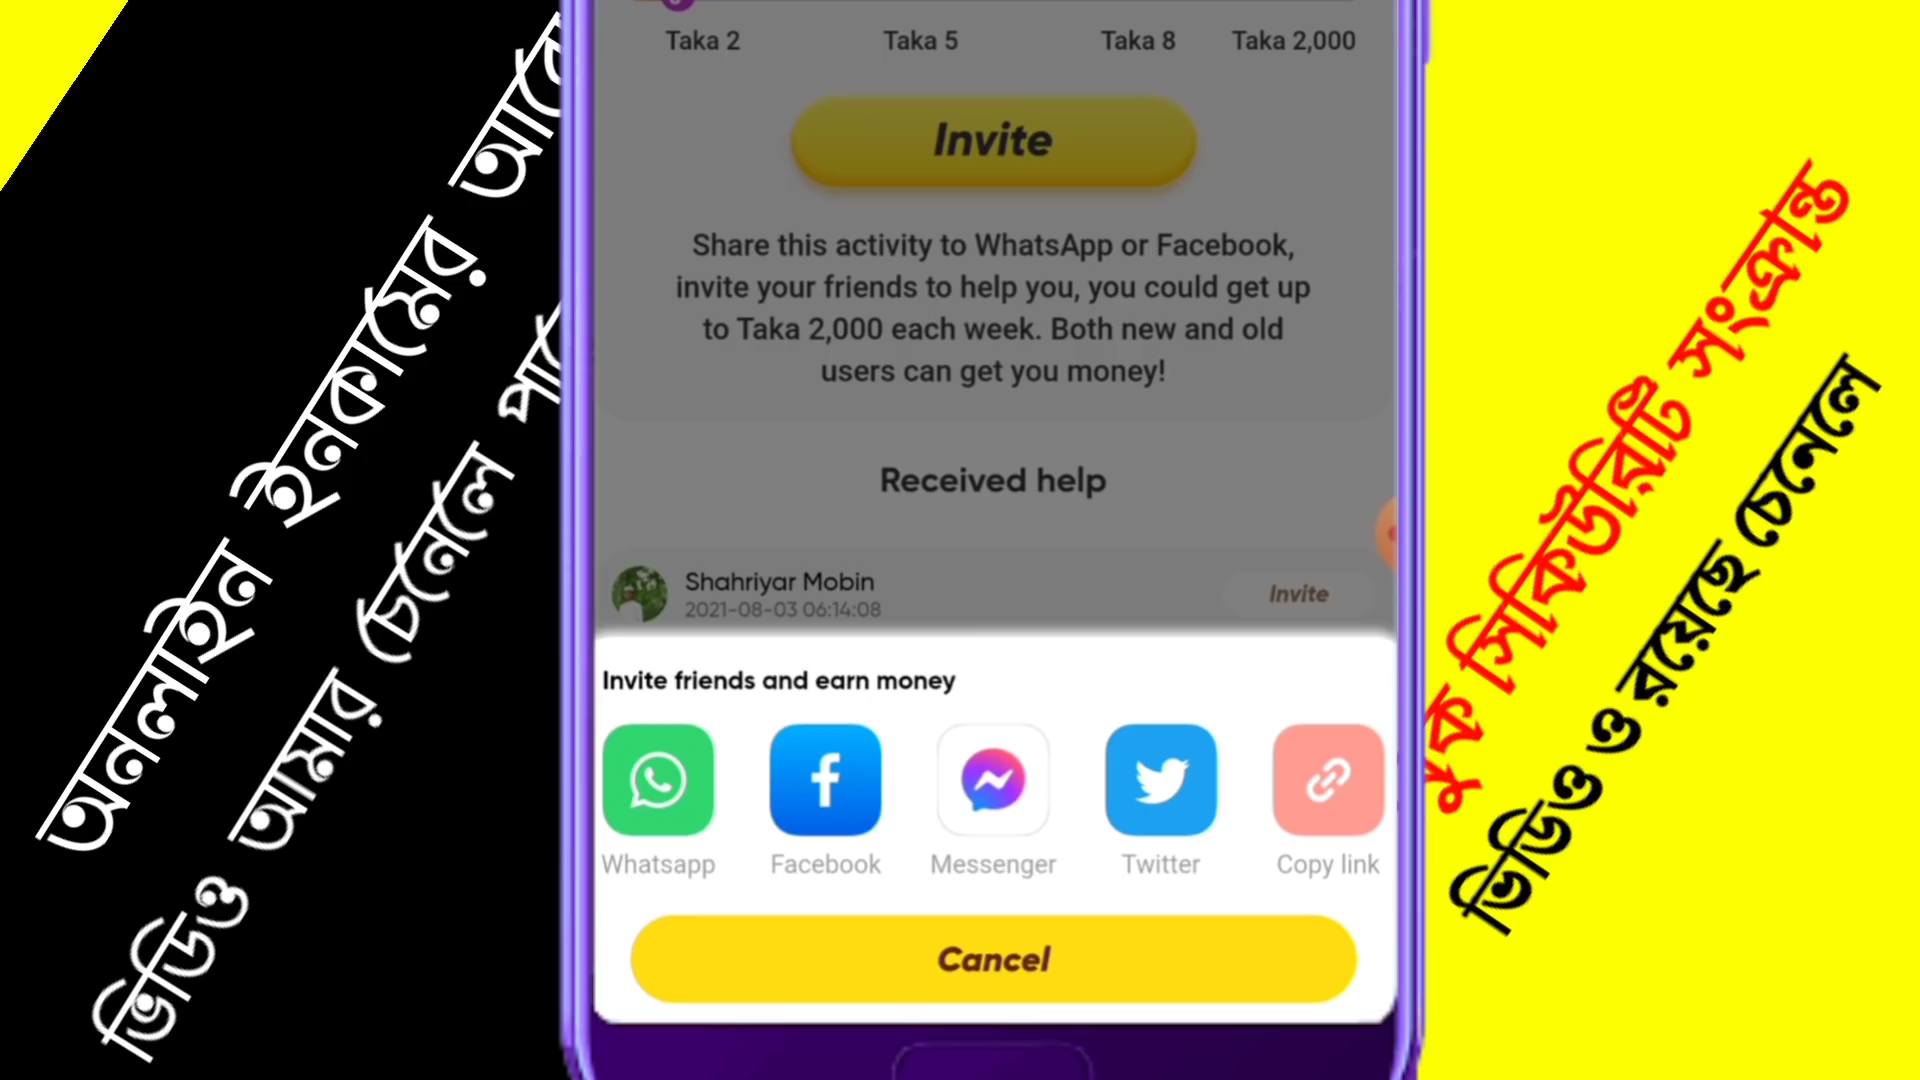 অনলাইন ইনকামের
ভিডিও আমার চেনেলে
Taka 2 Taka 5 Taka 8 Taka 2,000
Invite
Share this activity to WhatsApp or Facebook,
invite your friends to help you, you could get up
to Taka 2,000 each week. Both new and old
users can get you money!
Received help
Shahriyar Mobin
2021-08-03 06:14:08
Invite
Invite friends and earn money
Whatsapp Facebook Messenger Twitter Copy link
Cancel
সিকিউরিটি সংক্রান্ত
ভিডিও ও রয়েছে চেনেলে